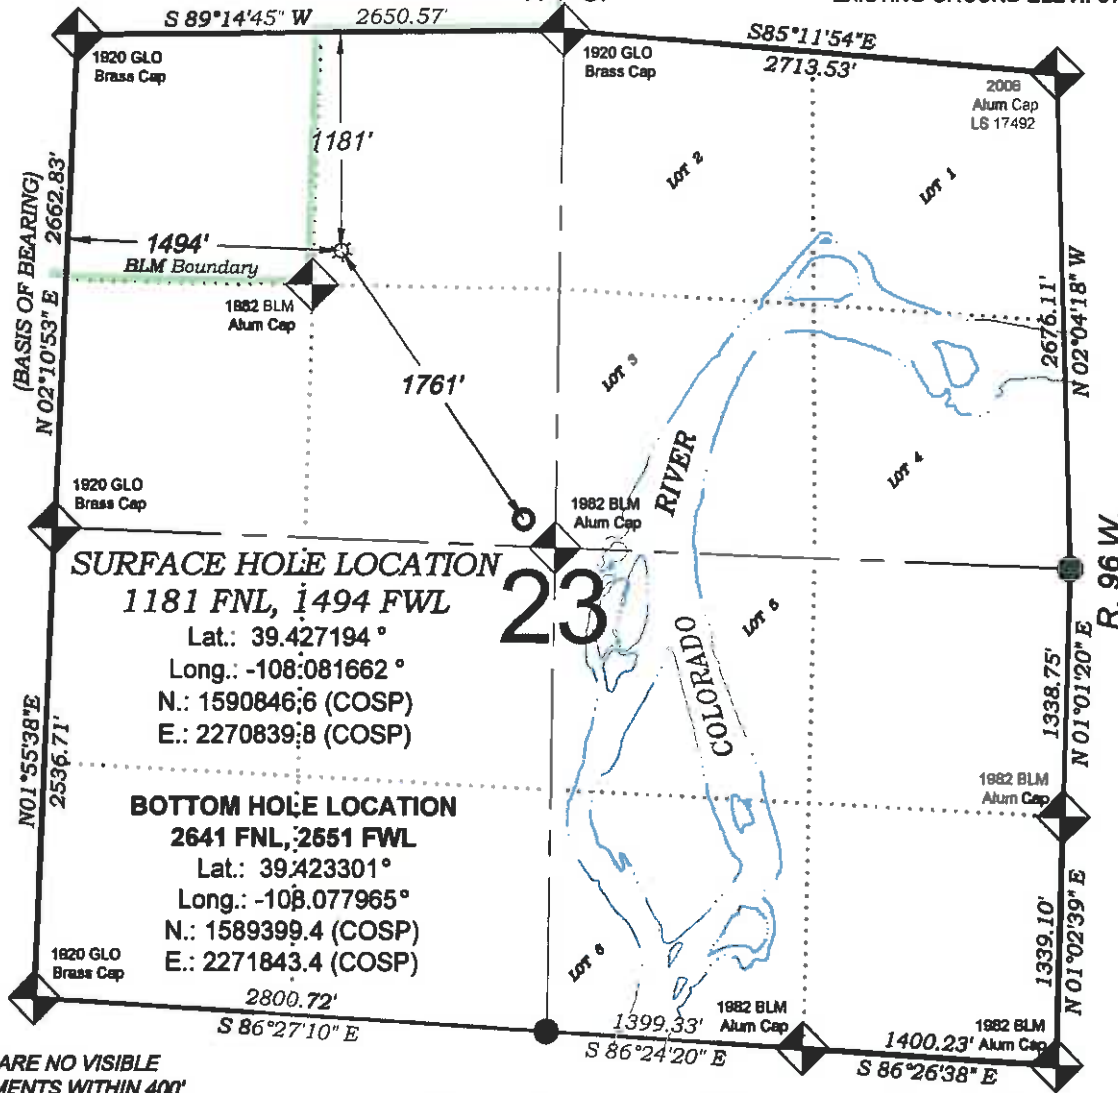 S 89°14'45" W 2650.57'
S85°11'54"E
2713.53'
1920 GLO
Brass Cap
1920 GLO
Brass Cap
2006
Alum Cap
LS 17492
1181'
LOT 2
LOT 1
(BASIS OF BEARING)
N 02°10'53" E 2662.83'
1494'
BLM Boundary
1982 BLM
Alum Cap
2676.11'
N 02°04'18" W
LOT 3
1761'
LOT 4
RIVER
1920 GLO
Brass Cap
1982 BLM
Alum Cap
R. 96 W.
SURFACE HOLE LOCATION
23
1181 FNL, 1494 FWL
Lat.: 39.427194 °
Long.: -108.081662 °
N.: 1590846.6 (COSP)
E.: 2270839.8 (COSP)
LOT 5
COLORADO
1338.75'
N 01°01'20" E
N01°55'38"E
2536.71'
1982 BLM
Alum Cap
BOTTOM HOLE LOCATION
2641 FNL, 2551 FWL
Lat.: 39.423301°
Long.: -108.077965°
N.: 1589399.4 (COSP)
E.: 2271843.4 (COSP)
1339.10'
N 01°02'39" E
1920 GLO
Brass Cap
LOT 6
2800.72'
S 86°27'10" E
1399.33'
S 86°24'20" E
1982 BLM
Alum Cap
1400.23'
S 86°26'38" E
1982 BLM
Alum Cap
ARE NO VISIBLE
MENTS WITHIN 400'